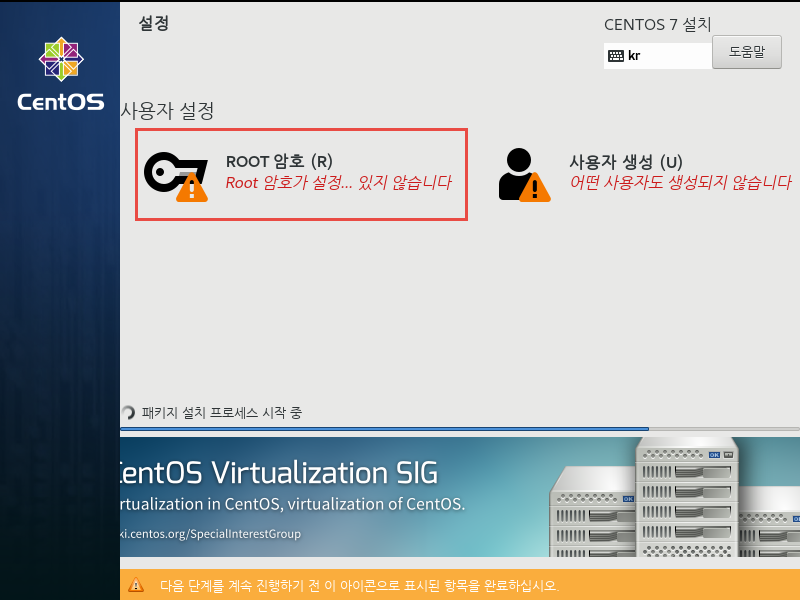 CentOS
설정
CENTOS 7 설치
kr
도움말
사용자 설정
ROOT 암호 (R)
Root 암호가 설정... 있지 않습니다
사용자 생성 (U)
어떤 사용자도 생성되지 않습니다
패키지 설치 프로세스 시작 중
CentOS Virtualization SIG
rtualization in CentOS, virtualization of CentOS.
ki.centos.org/SpecialInterestGroup
다음 단계를 계속 진행하기 전 이 아이콘으로 표시된 항목을 완료하십시오.